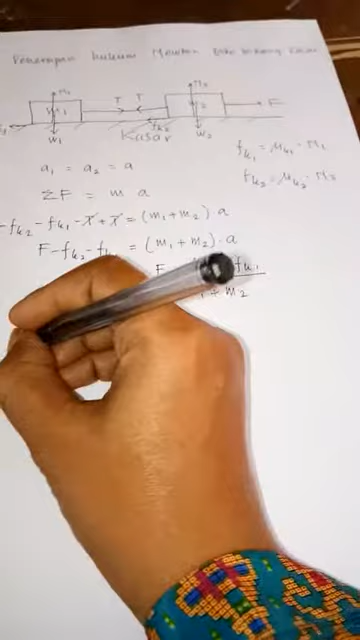 Penerapan hukum Newton pada bidang kasar
N₁ N₂
m₁ T T m₂ F
fk₂
W₁ Kasar W₂
fk₁ = μk₁ · N₁
a₁ = a₂ = a
fk₂ = μk₂ · N₂
ΣF = m a
- fk₂ - fk₁ - T + T = (m₁ + m₂) · a
F - fk₂ - fk₁ = (m₁ + m₂) · a
F fk₁
+ m₂